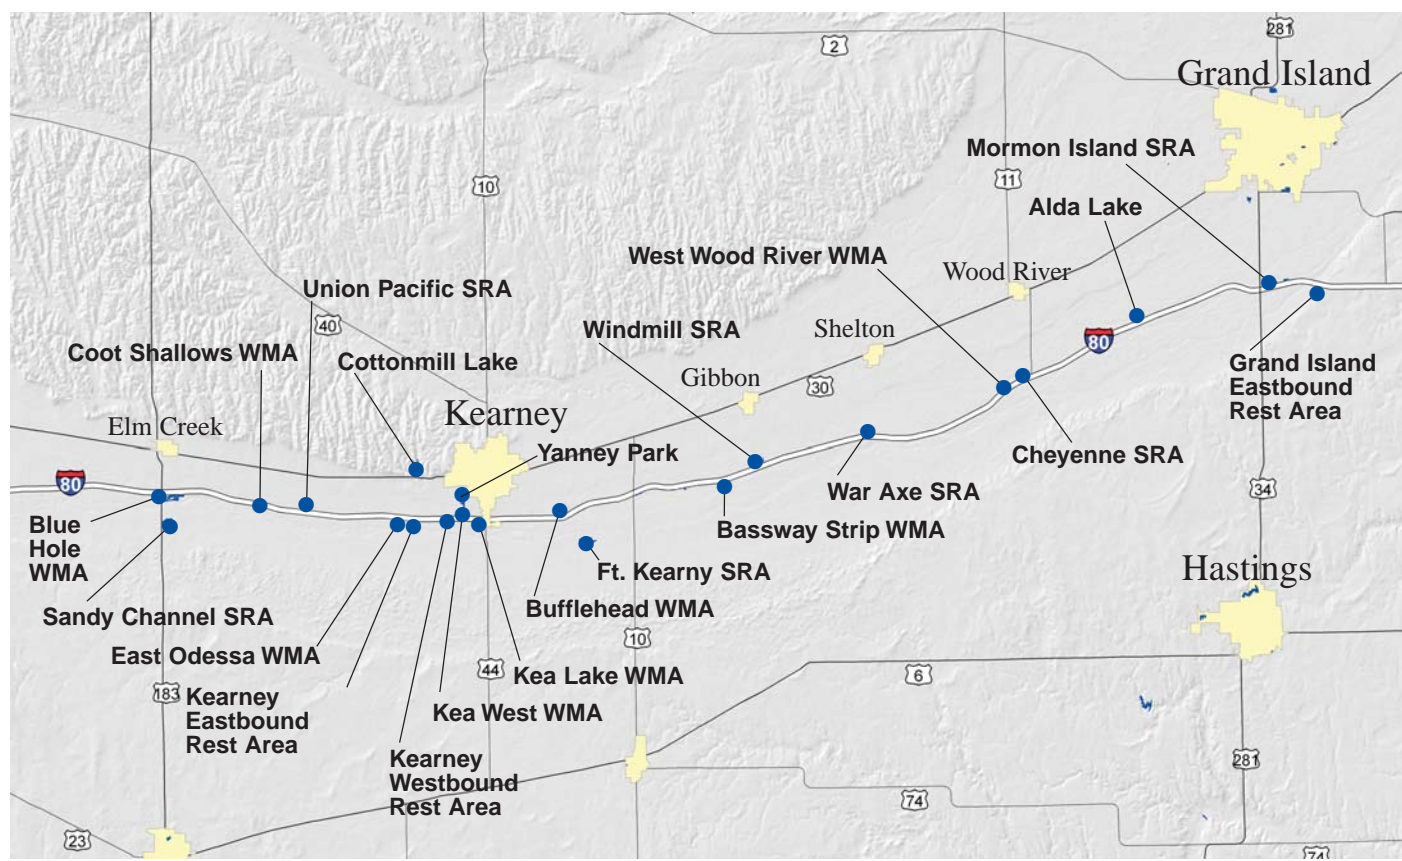 281
2
Grand Island
Mormon Island SRA
10
11
Alda Lake
West Wood River WMA
Wood River
Union Pacific SRA
40
Windmill SRA
Shelton
80
Coot Shallows WMA
Cottonmill Lake
Gibbon
30
Grand Island
Eastbound
Rest Area
Elm Creek
Kearney
Yanney Park
Cheyenne SRA
80
War Axe SRA
34
Blue
Hole
WMA
Bassway Strip WMA
Ft. Kearny SRA
Hastings
Sandy Channel SRA
Bufflehead WMA
10
East Odessa WMA
44
Kea Lake WMA
6
183
Kearney
Eastbound
Rest Area
Kea West WMA
Kearney
Westbound
Rest Area
281
74
23
74